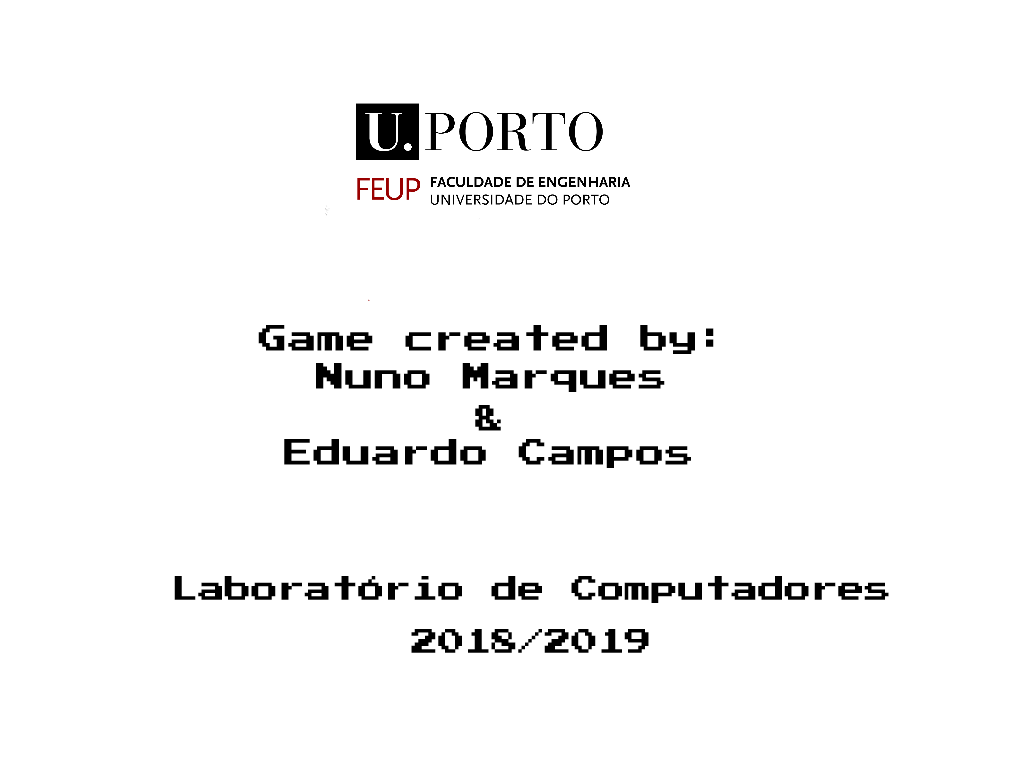 U. PORTO
FEUP FACULDADE DE ENGENHARIA
UNIVERSIDADE DO PORTO
Game created by:
Nuno Marques
&
Eduardo Campos
Laboratório de Computadores
2018/2019